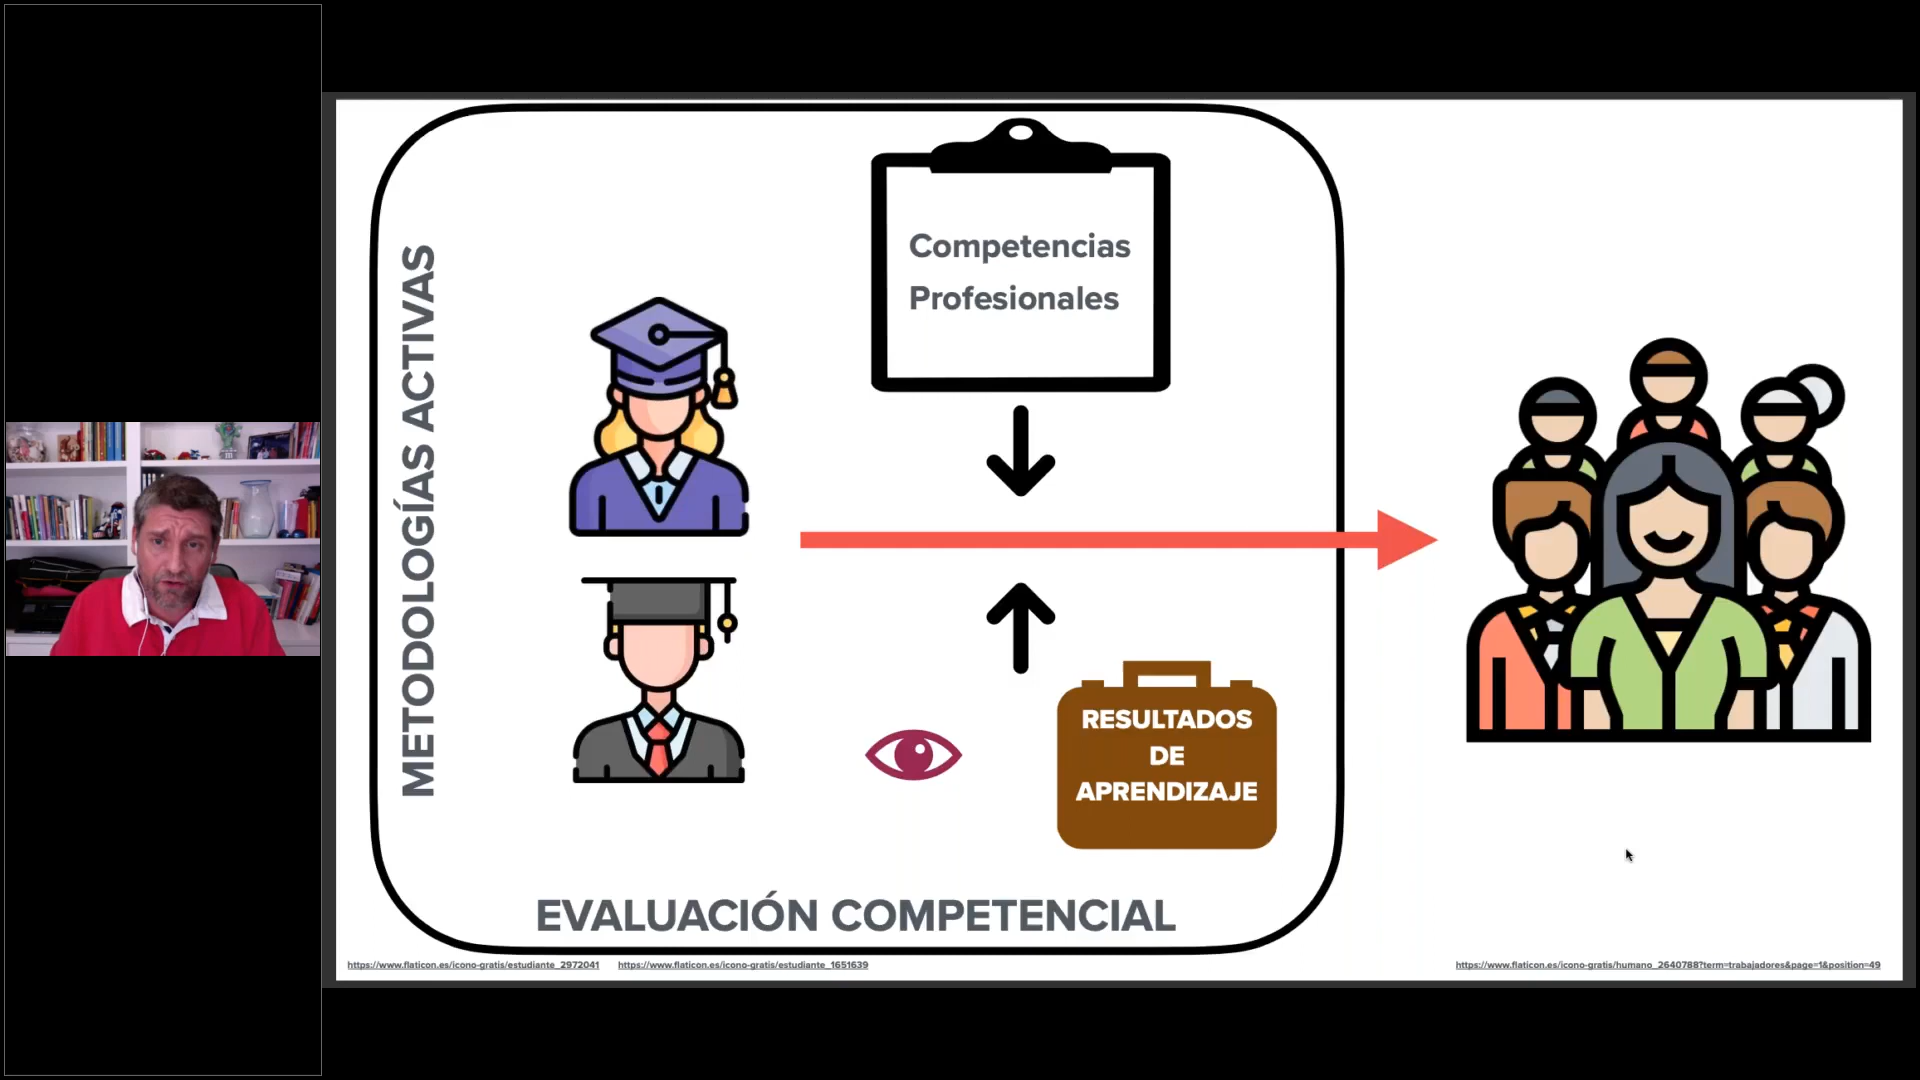 METODOLOGÍAS ACTIVAS
Competencias
Profesionales
RESULTADOS
DE
APRENDIZAJE
EVALUACIÓN COMPETENCIAL
https://www.flaticon.es/icono-gratis/estudiante_2972041
https://www.flaticon.es/icono-gratis/estudiante_1651639
https://www.flaticon.es/icono-gratis/humano_2640788?term=trabajadores&page=1&position=49